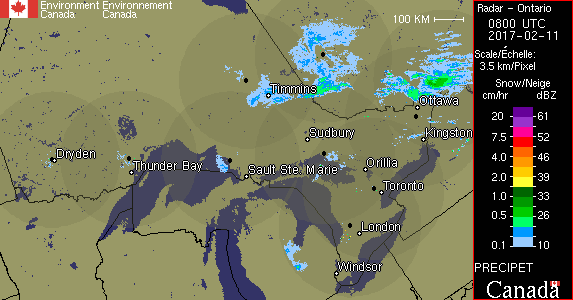 Environment Environnement
Canada Canada
100 KM
Timmins
Ottawa
Sudbury
Kingston
Dryden
Thunder Bay
Sault Ste. Marie
Orillia
Toronto
London
Windsor
Radar - Ontario
0800 UTC
2017-02-11
Scale/Échelle:
3.5 km/Pixel
Snow/Neige
cm/hr dBZ
20 61
7.5 52
4.0 46
2.0 39
1.0 33
0.5 26
0.1 10
PRECIPET
Canada